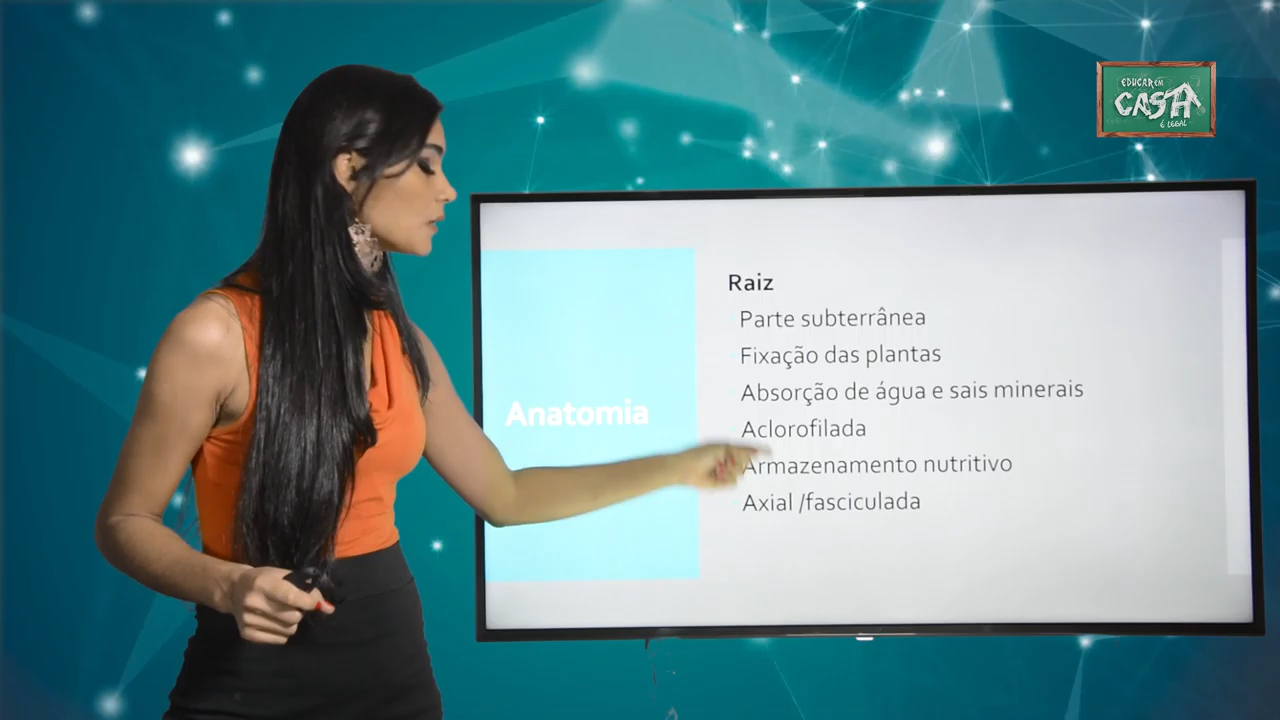 EDUCAR EM
CASA
É LEGAL
Raiz
Parte subterrânea
Fixação das plantas
Absorção de água e sais minerais
Aclorofilada
Armazenamento nutritivo
Axial /fasciculada
Anatomia